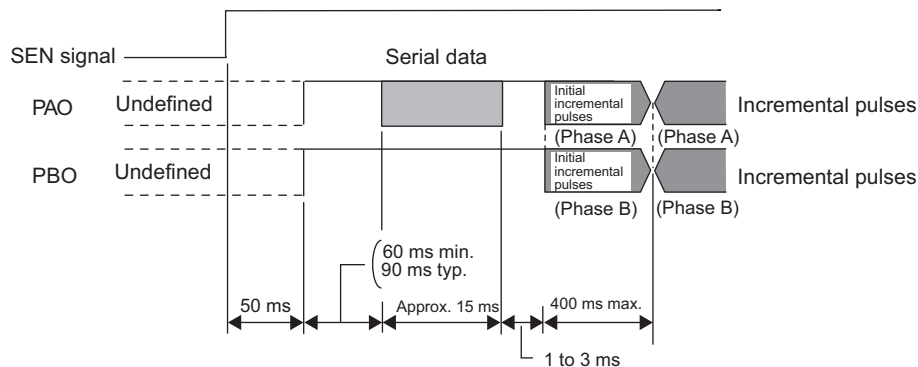 SEN signal
Serial data
PAO
Undefined
Initial
incremental
pulses
Incremental pulses
(Phase A)
(Phase A)
PBO
Undefined
Initial
incremental
pulses
Incremental pulses
(Phase B)
(Phase B)
60 ms min.
90 ms typ.
50 ms
Approx. 15 ms
400 ms max.
1 to 3 ms